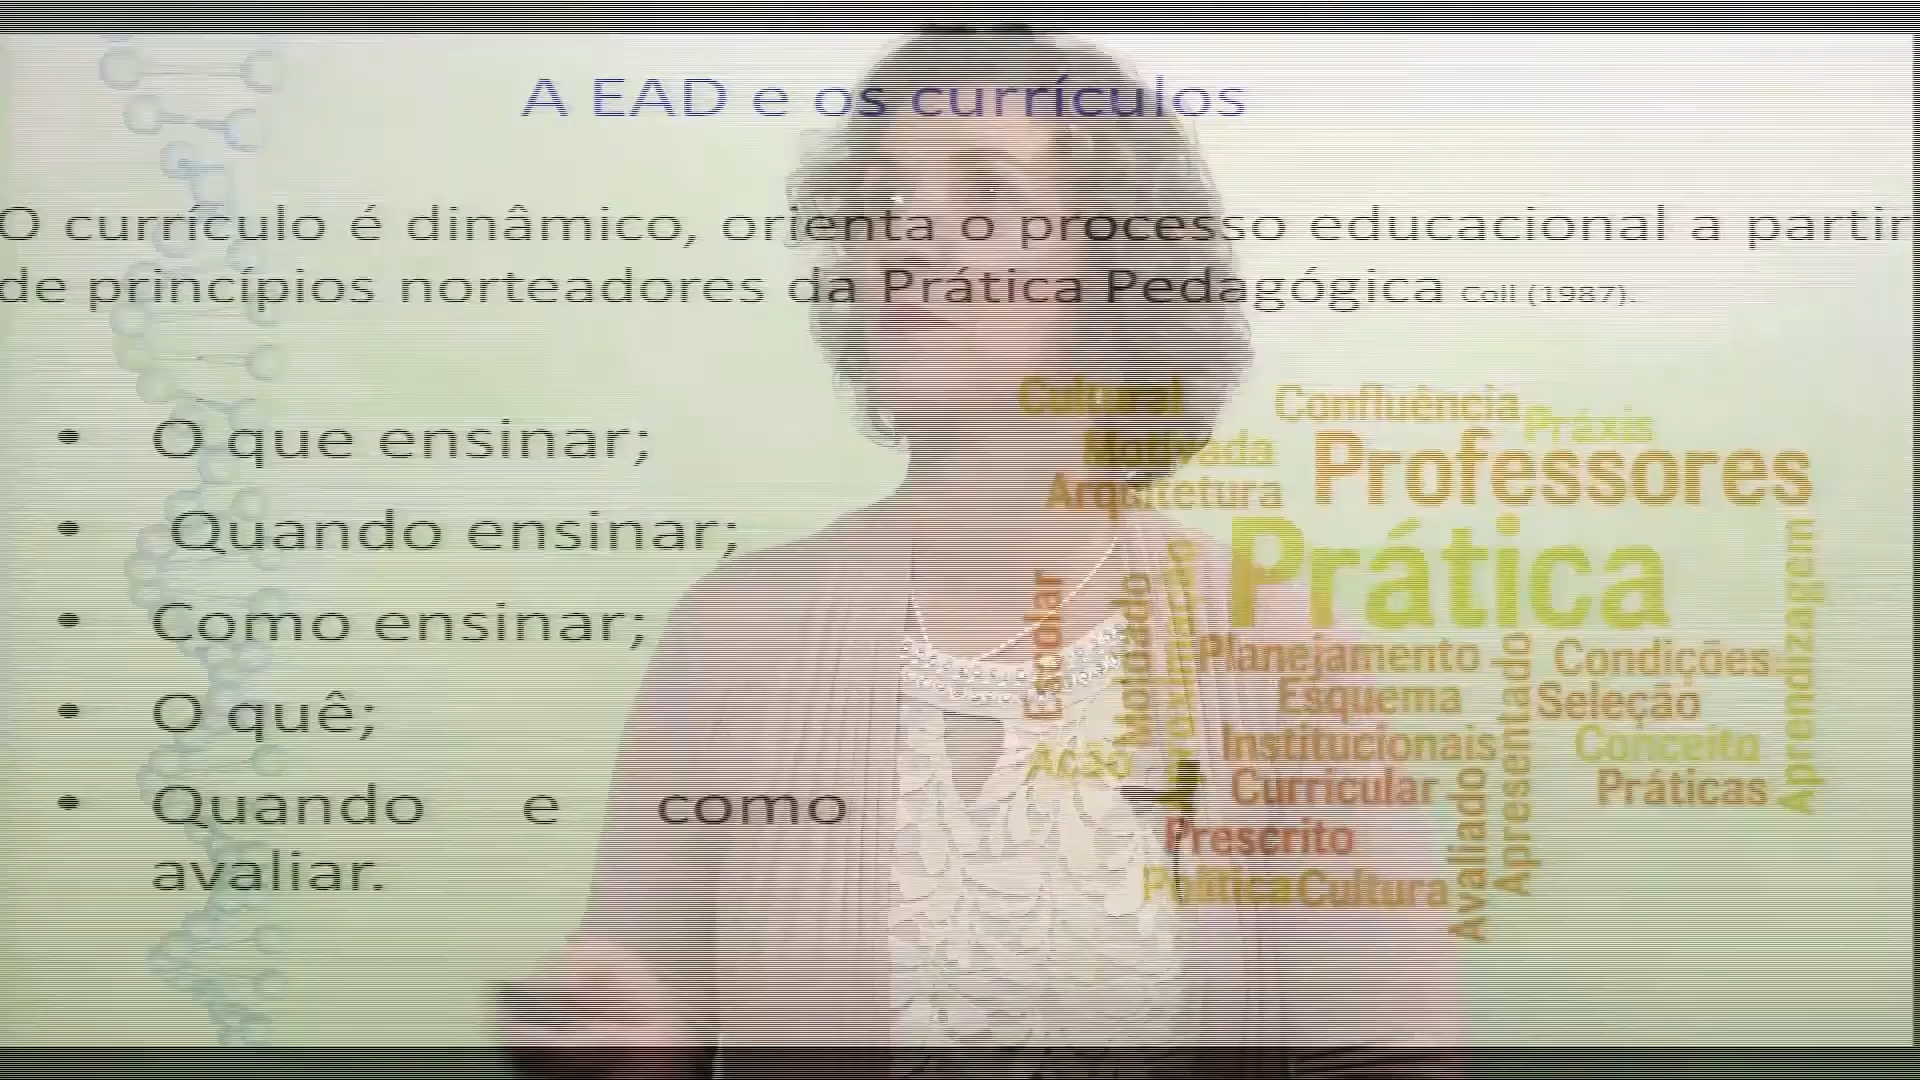 A EAD e os currículos
O currículo é dinâmico, orienta o processo educacional a partir
de princípios norteadores da Prática Pedagógica Coll (1987).
• O que ensinar;
• Quando ensinar;
• Como ensinar;
• O quê;
• Quando e como
avaliar.
Cultural
Confluência
Práxis
Motivada
Professores
Arquitetura
Prática
Escolar
Moldado
Aproximação
Aprendizagem
Planejamento
Condições
Esquema
Seleção
Apresentado
Institucionais
Conceito
Ação
Curricular
Práticas
Avaliado
Prescrito
Política
Cultura